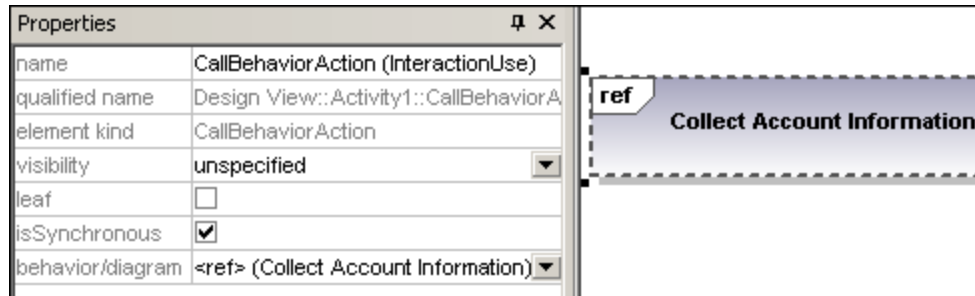 Properties
name CallBehaviorAction (InteractionUse)
qualified name Design View::Activity1::CallBehaviorA
element kind CallBehaviorAction
visibility unspecified
leaf
isSynchronous
behavior/diagram <ref> (Collect Account Information)
ref
Collect Account Information